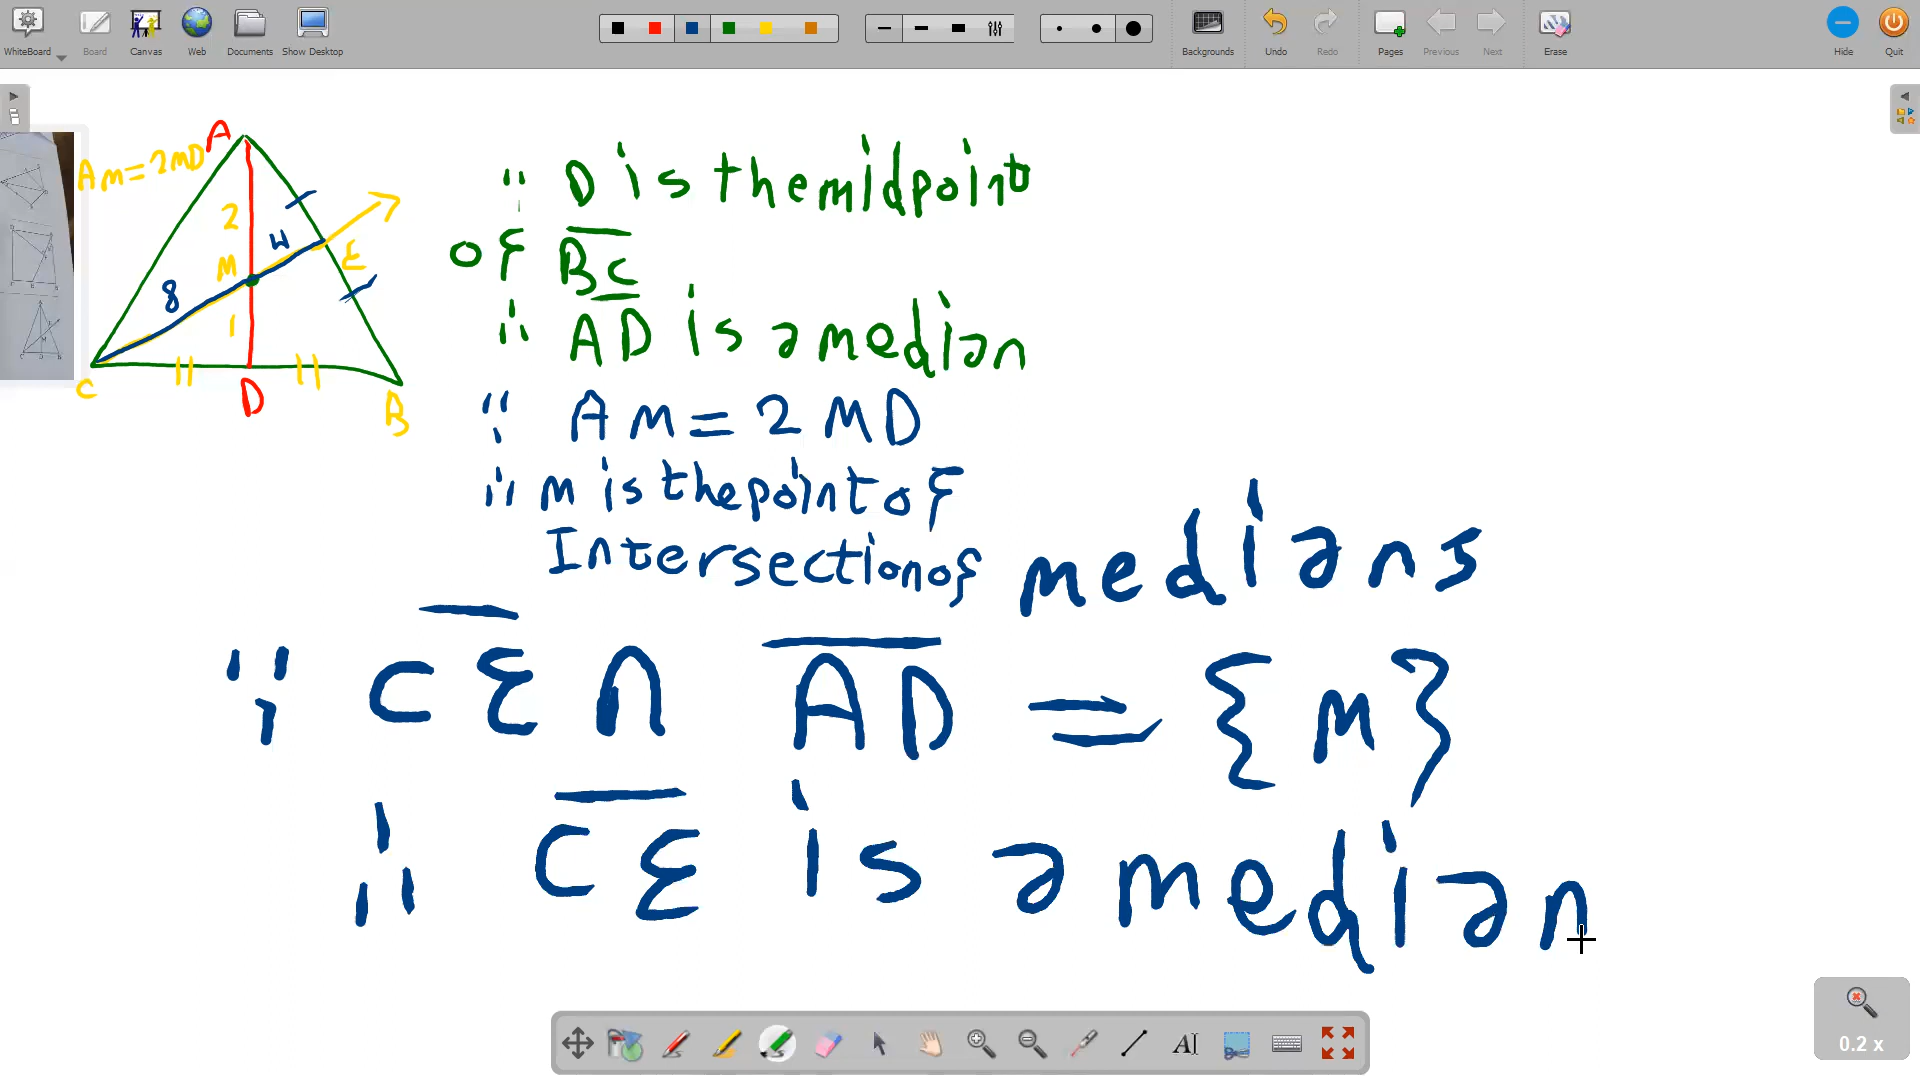 WhiteBoard Board Canvas Web Documents Show Desktop Backgrounds Undo Redo Pages Previous Next Erase Hide Quit
A
Am=2MD
2
4
M
E
8
1
C
D
B
∵ D is the midpoint
of BC
∴ AD is a median
∵ AM = 2 MD
∴ M is the point of
Intersection of medians
∵ CE ∩ AD = {M}
∴ CE is a median
AI
0.2 x